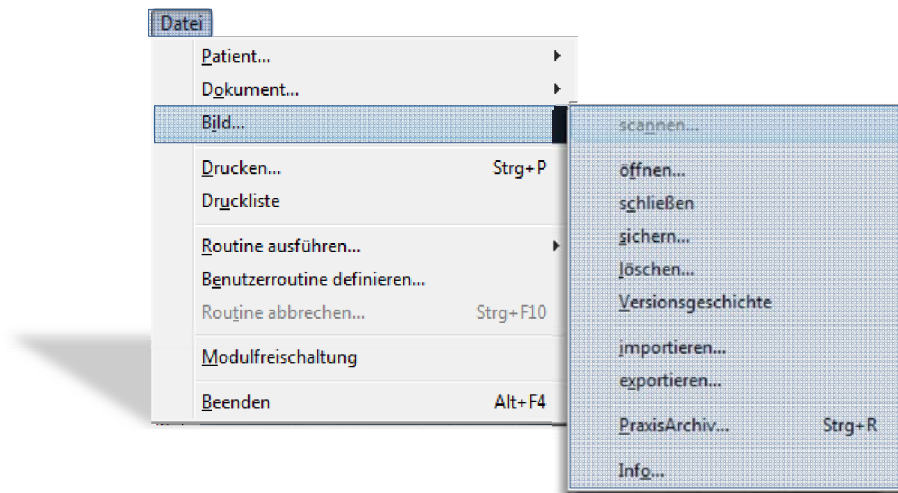 Datei
Patient...
Dokument...
Bild...
Drucken... Strg+P
Druckliste
Routine ausführen...
Benutzerroutine definieren...
Routine abbrechen... Strg+F10
Modulfreischaltung
Beenden Alt+F4
scannen...
öffnen...
schließen
sichern...
löschen...
Versionsgeschichte
importieren...
exportieren...
PraxisArchiv... Strg+R
Info...